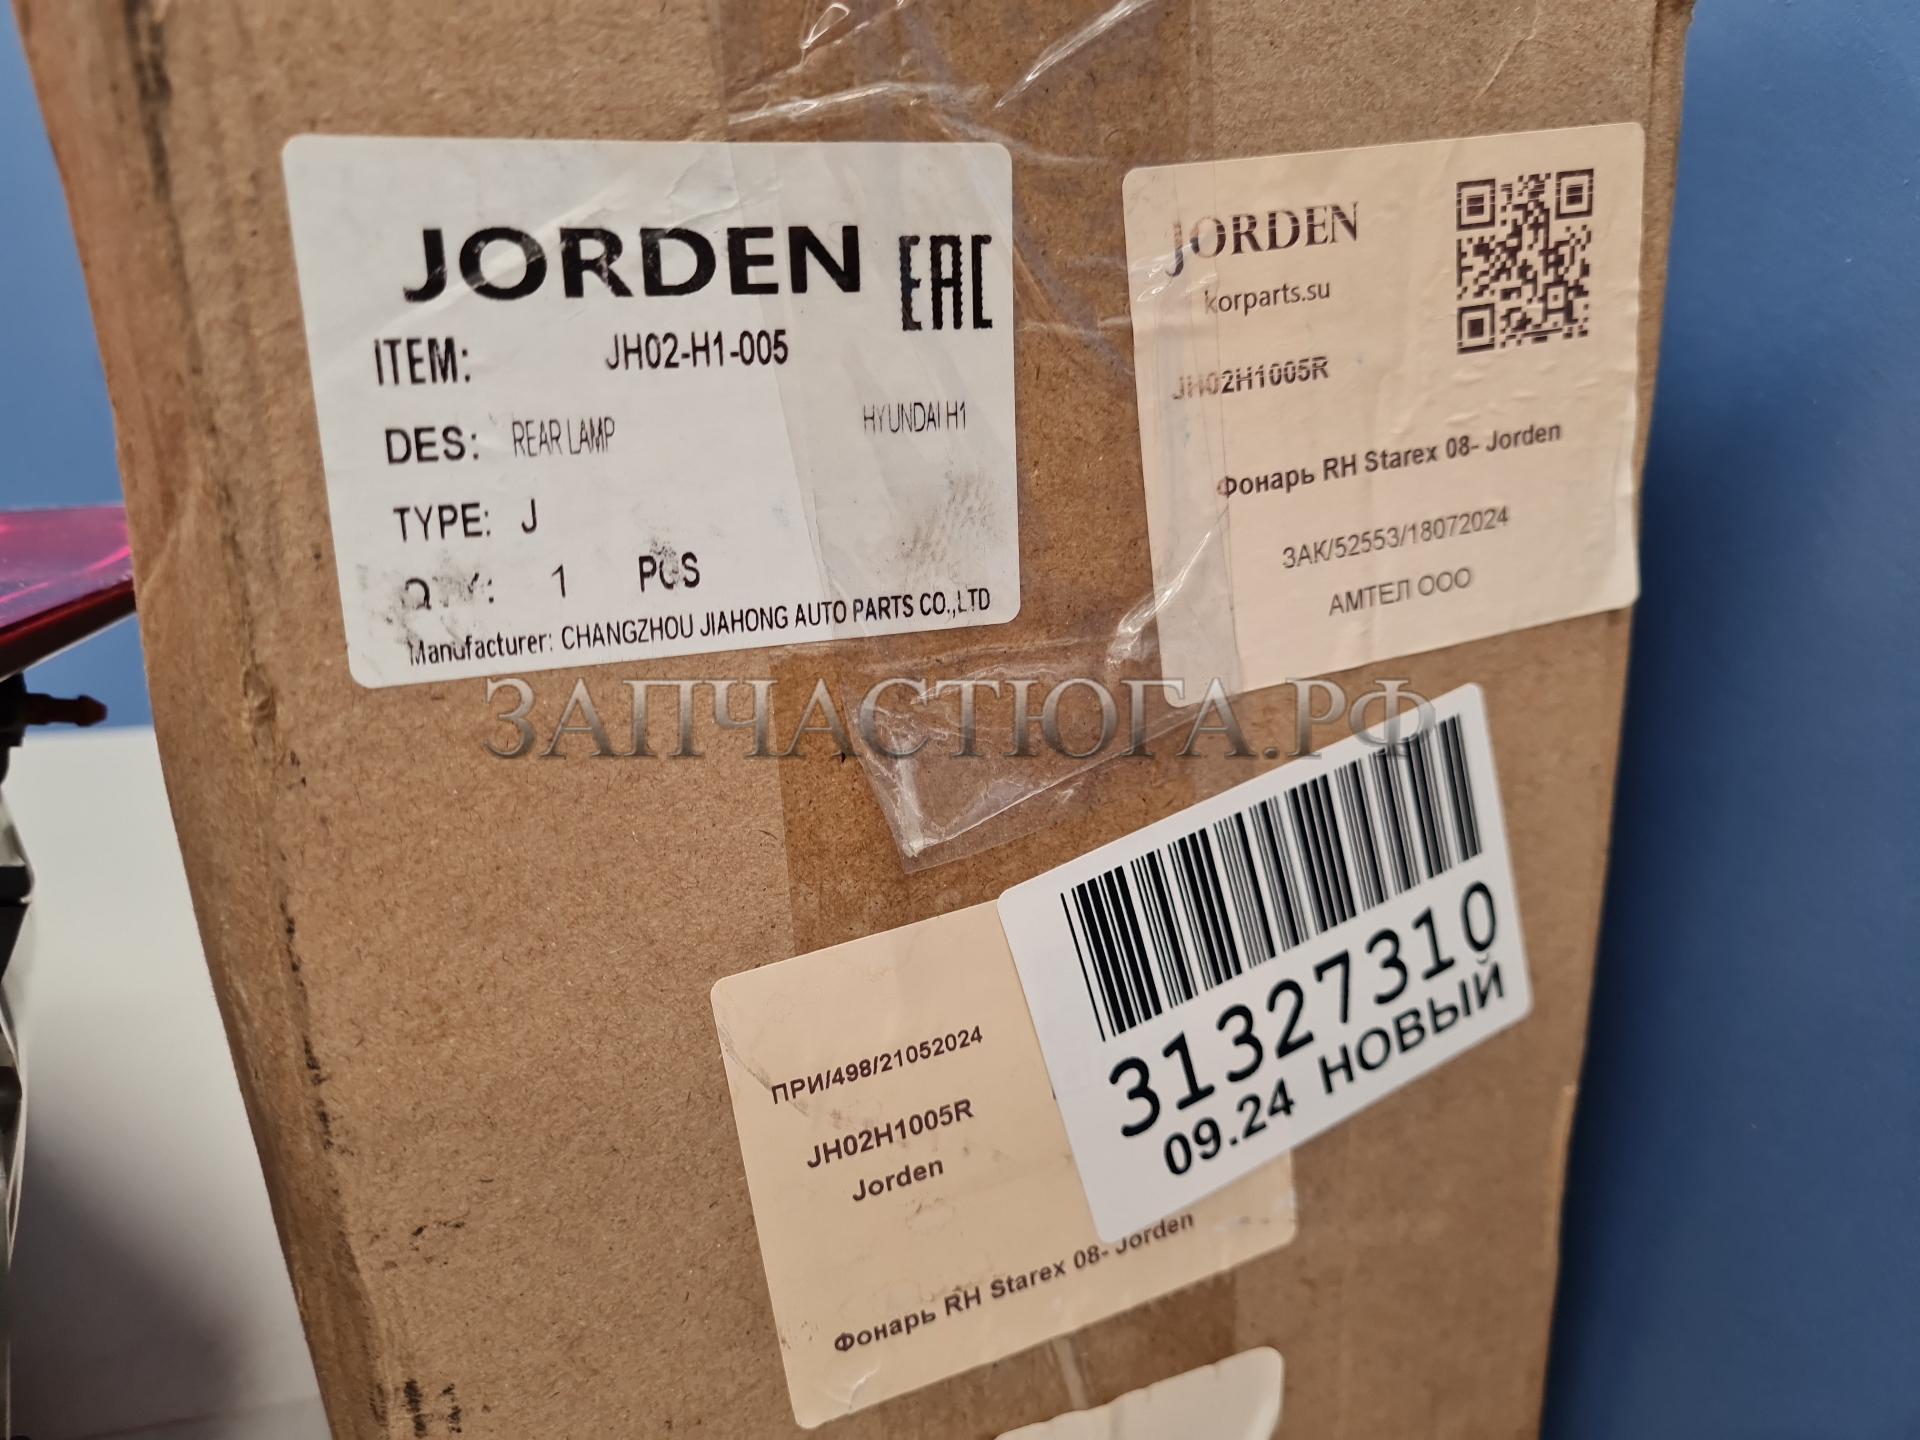 JORDEN EAC
ITEM: JH02-H1-005
DES: REAR LAMP HYUNDAI H1
TYPE: J
QTY: 1 PCS
Manufacturer: CHANGZHOU JIAHONG AUTO PARTS CO.,LTD
JORDEN
korparts.su
JH02H1005R
Фонарь RH Starex 08- Jorden
ЗАК/52553/18072024
АМТЕЛ ООО
ЗАПЧАСТЮГА.РФ
31327310
09.24 НОВЫЙ
ПРИ/498/21052024
JH02H1005R
Jorden
Фонарь RH Starex 08- Jorden